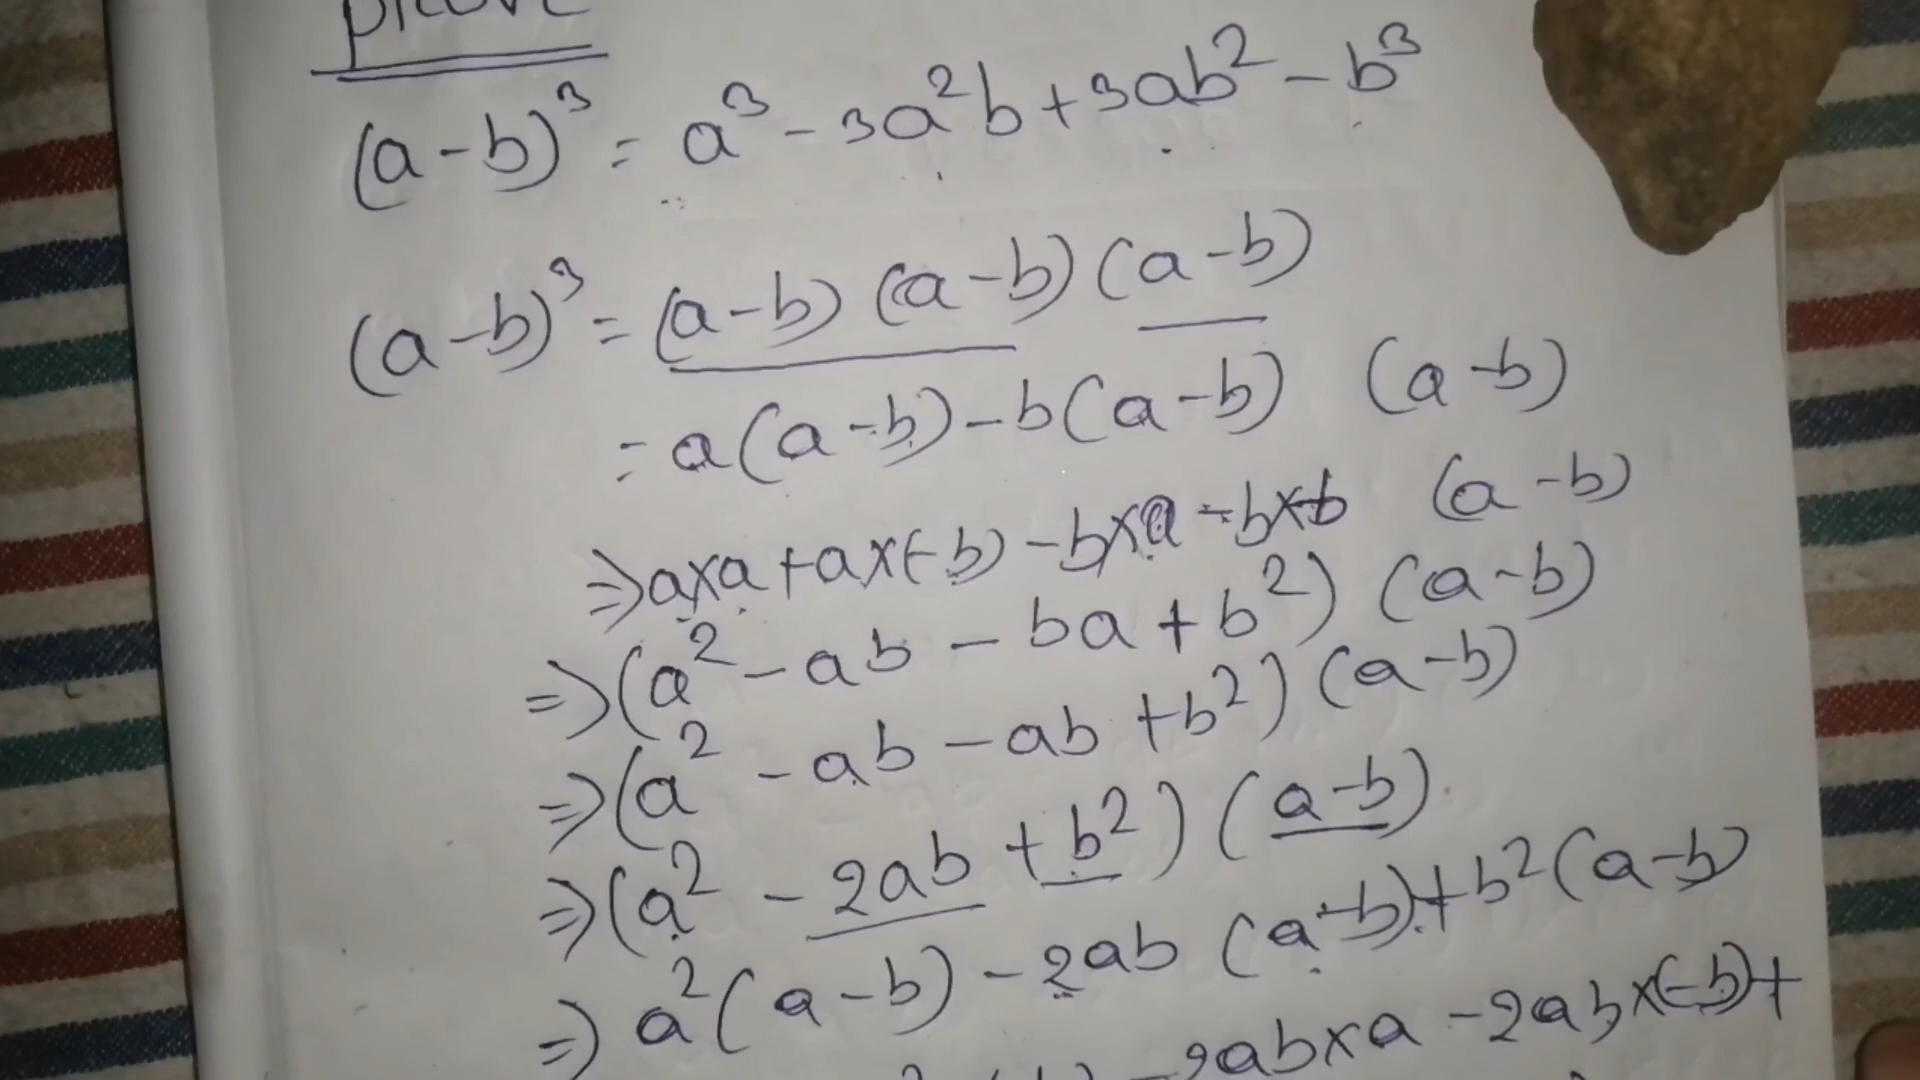 prove
(a-b)³ = a³ - 3a²b + 3ab² - b³
(a-b)³ = (a-b) (a-b) (a-b)
= a(a-b) - b(a-b) (a-b)
⇒ a×a + a×(-b) - b×a - b×b (a-b)
⇒ (a² - ab - ba + b²) (a-b)
⇒ (a² - ab - ab + b²) (a-b)
⇒ (a² - 2ab + b²) (a-b)
⇒ a²(a-b) - 2ab (a-b) + b²(a-b)
- 2ab×a - 2ab×(-b) +